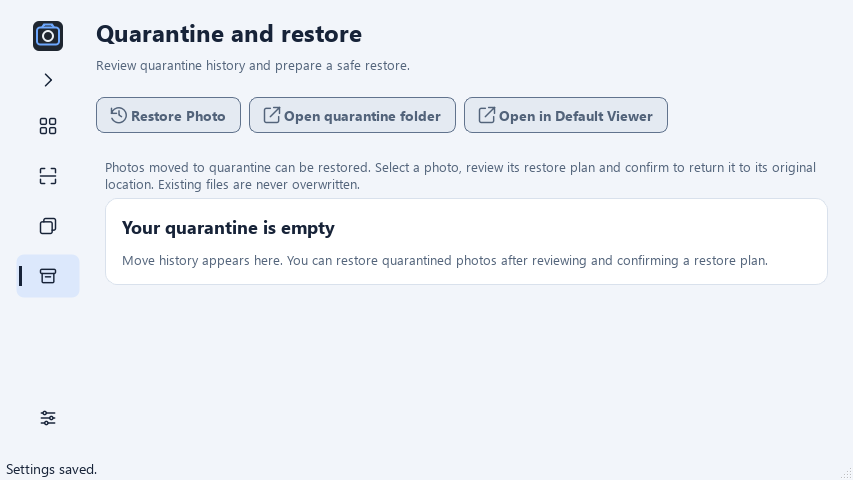 Quarantine and restore
Review quarantine history and prepare a safe restore.
Restore Photo
Open quarantine folder
Open in Default Viewer
Photos moved to quarantine can be restored. Select a photo, review its restore plan and confirm to return it to its original
location. Existing files are never overwritten.
Your quarantine is empty
Move history appears here. You can restore quarantined photos after reviewing and confirming a restore plan.
Settings saved.